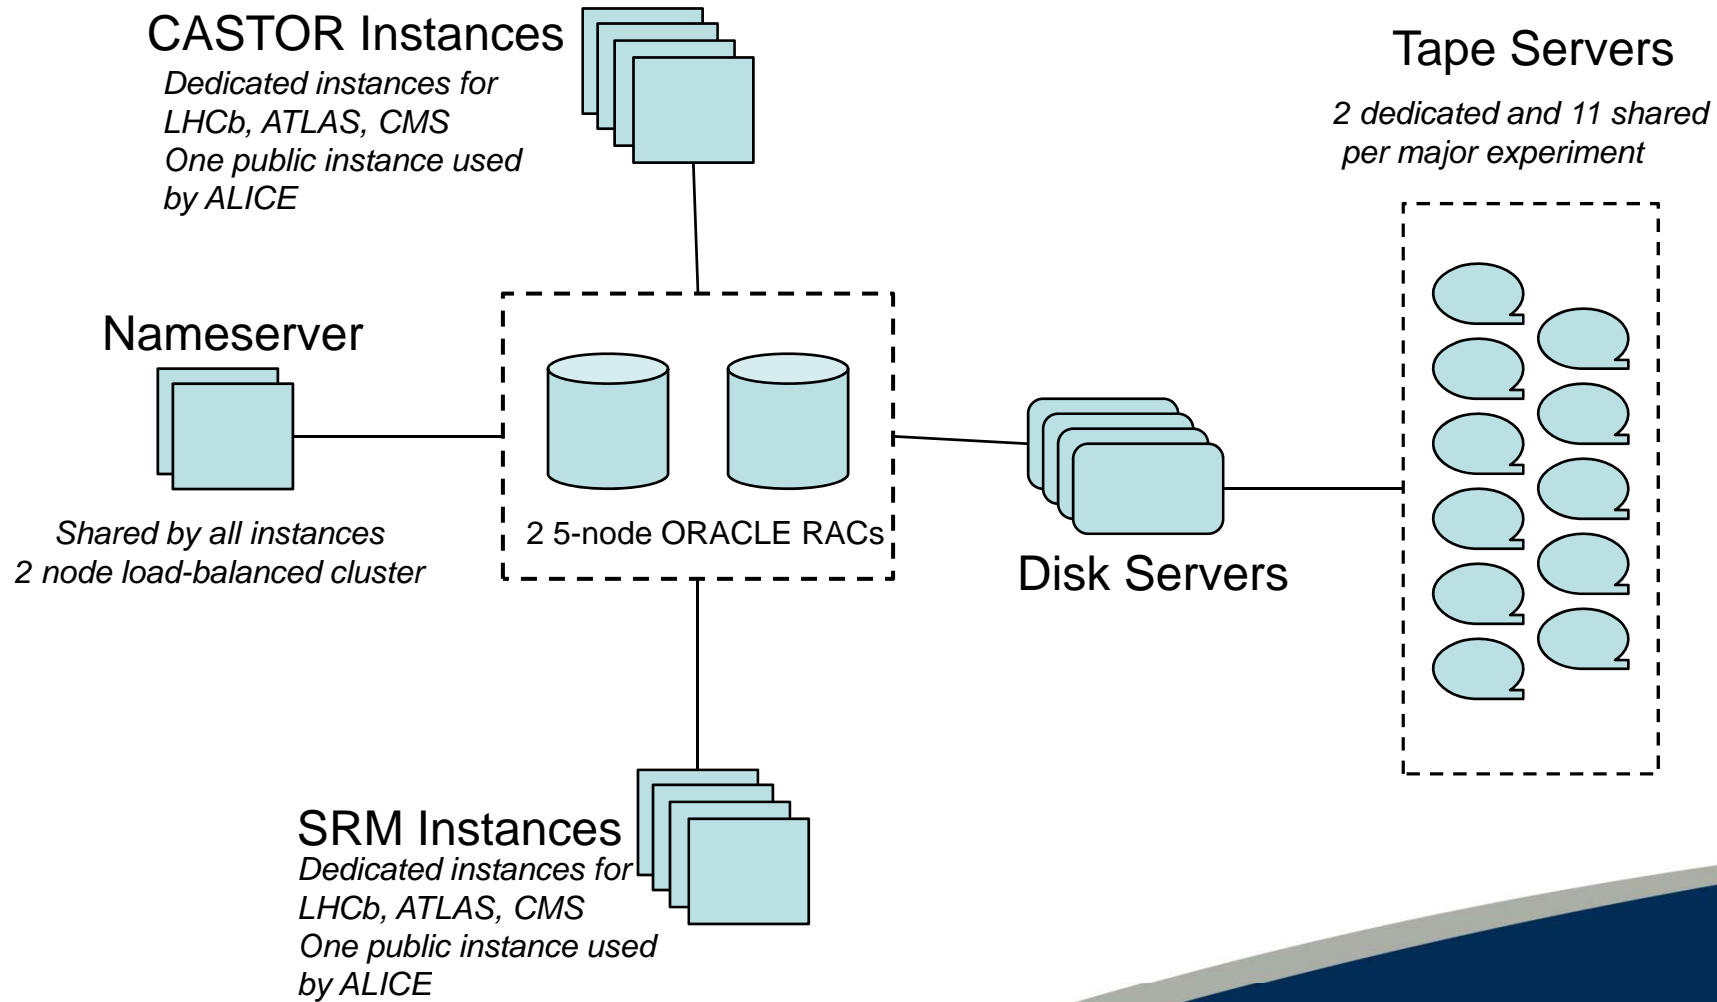 CASTOR Instances
Dedicated instances for
LHCb, ATLAS, CMS
One public instance used
by ALICE
Tape Servers
2 dedicated and 11 shared
per major experiment
Nameserver
Shared by all instances
2 node load-balanced cluster
2 5-node ORACLE RACs
Disk Servers
SRM Instances
Dedicated instances for
LHCb, ATLAS, CMS
One public instance used
by ALICE